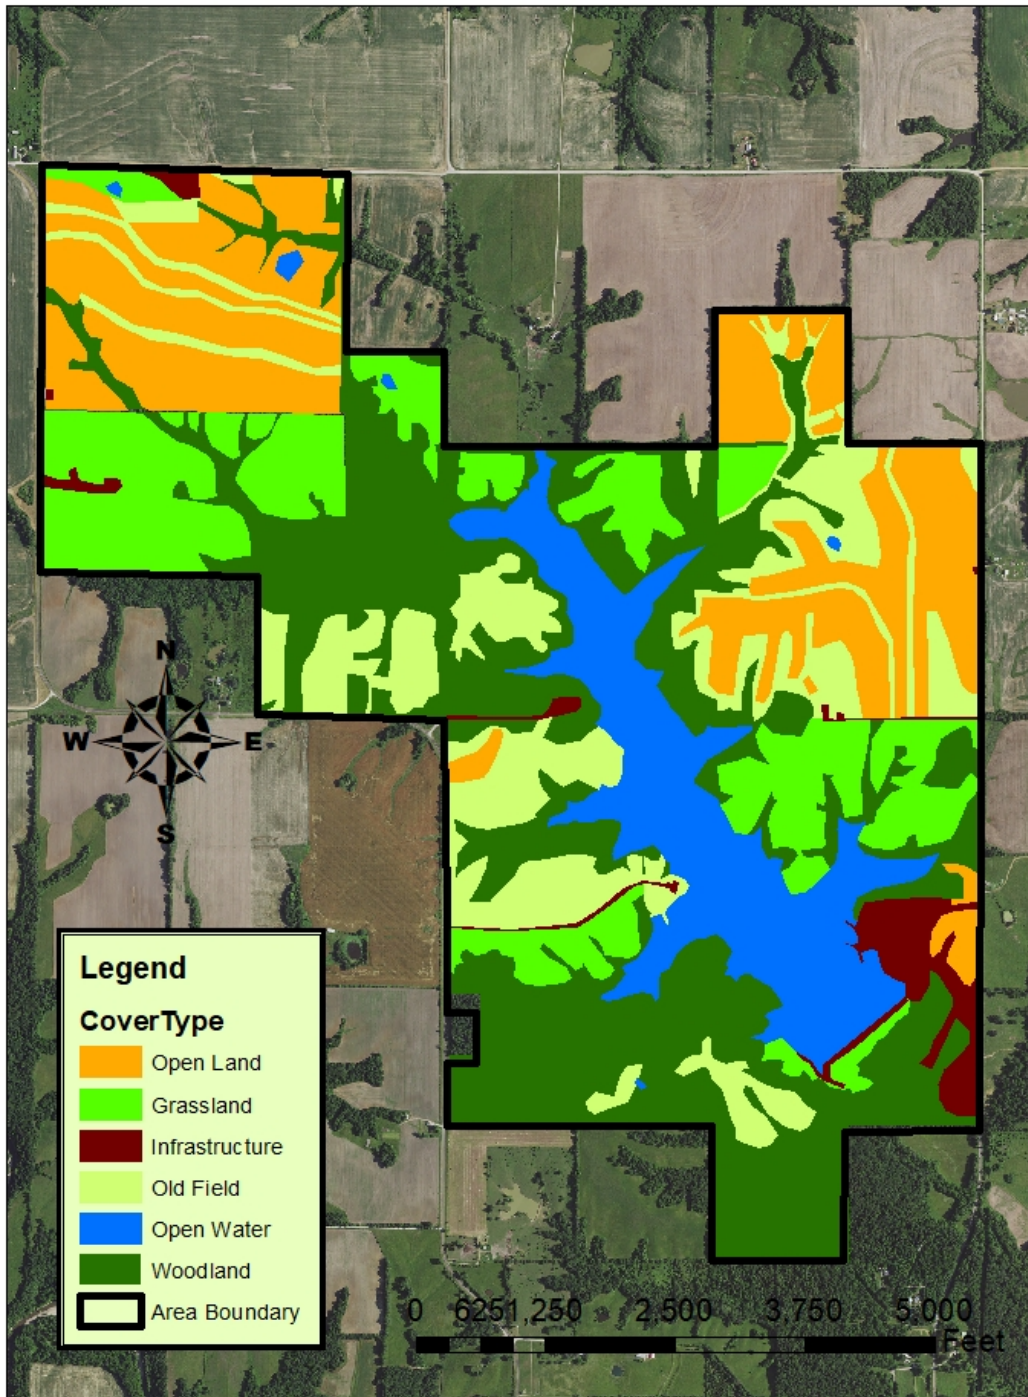 N
W E
S
Legend
CoverType
Open Land
Grassland
Infrastructure
Old Field
Open Water
Woodland
Area Boundary
0 6251,250 2,500 3,750 5,000
Feet